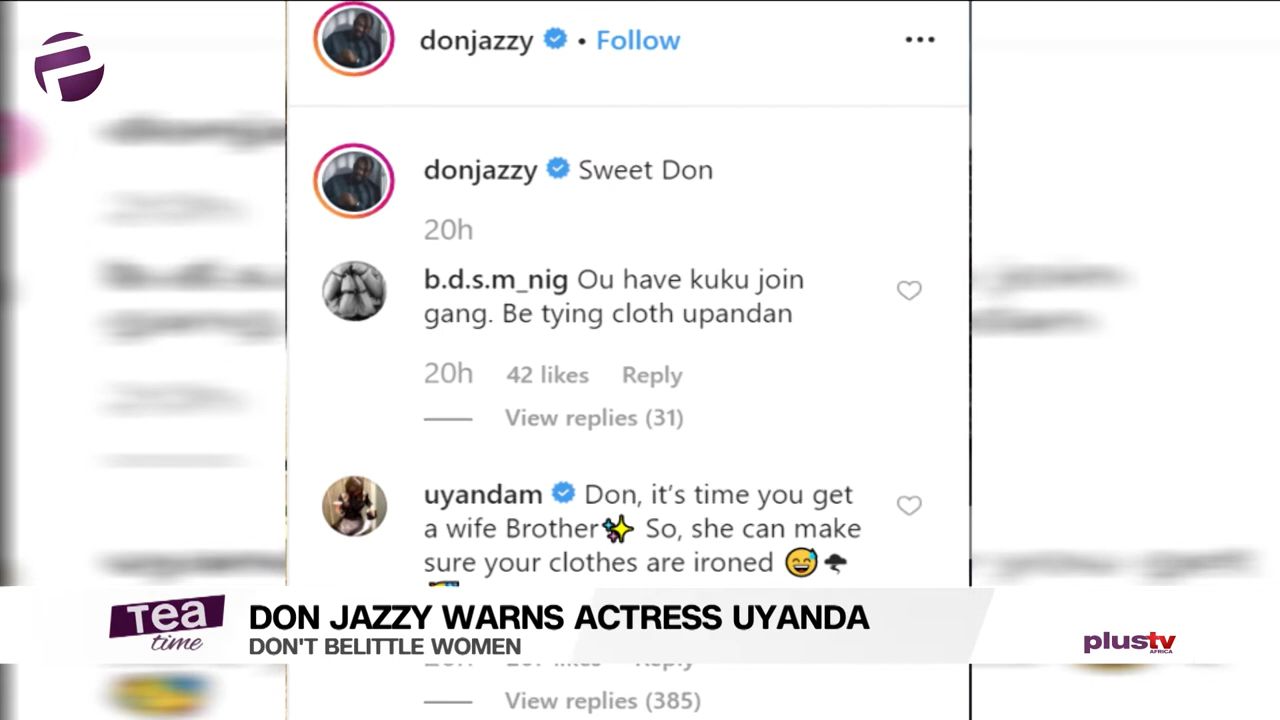 donjazzy • Follow
donjazzy Sweet Don
20h
b.d.s.m_nig Ou have kuku join
gang. Be tying cloth upandan
20h 42 likes Reply
View replies (31)
uyandam Don, it's time you get
a wife Brother✨ So, she can make
sure your clothes are ironed 😅🌪
Tea
time
DON JAZZY WARNS ACTRESS UYANDA
DON'T BELITTLE WOMEN
plustv
AFRICA
View replies (385)